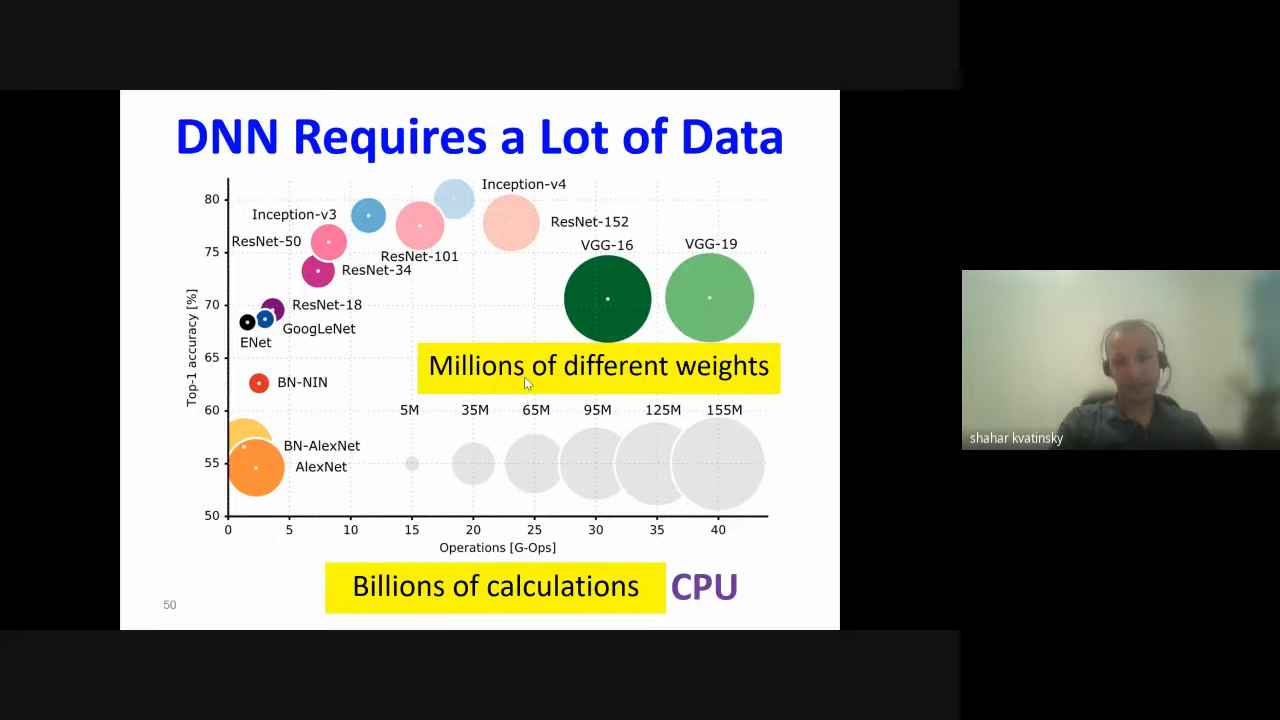 DNN Requires a Lot of Data
Inception-v4
80
Inception-v3
ResNet-152
ResNet-50
VGG-16
VGG-19
75
ResNet-101
ResNet-34
70
ResNet-18
GoogLeNet
ENet
Top-1 accuracy [%]
65
Millions of different weights
BN-NIN
60
5M 35M 65M 95M 125M 155M
BN-AlexNet
55
AlexNet
50
0 5 10 15 20 25 30 35 40
Operations [G-Ops]
Billions of calculations CPU
50
shahar kvatinsky